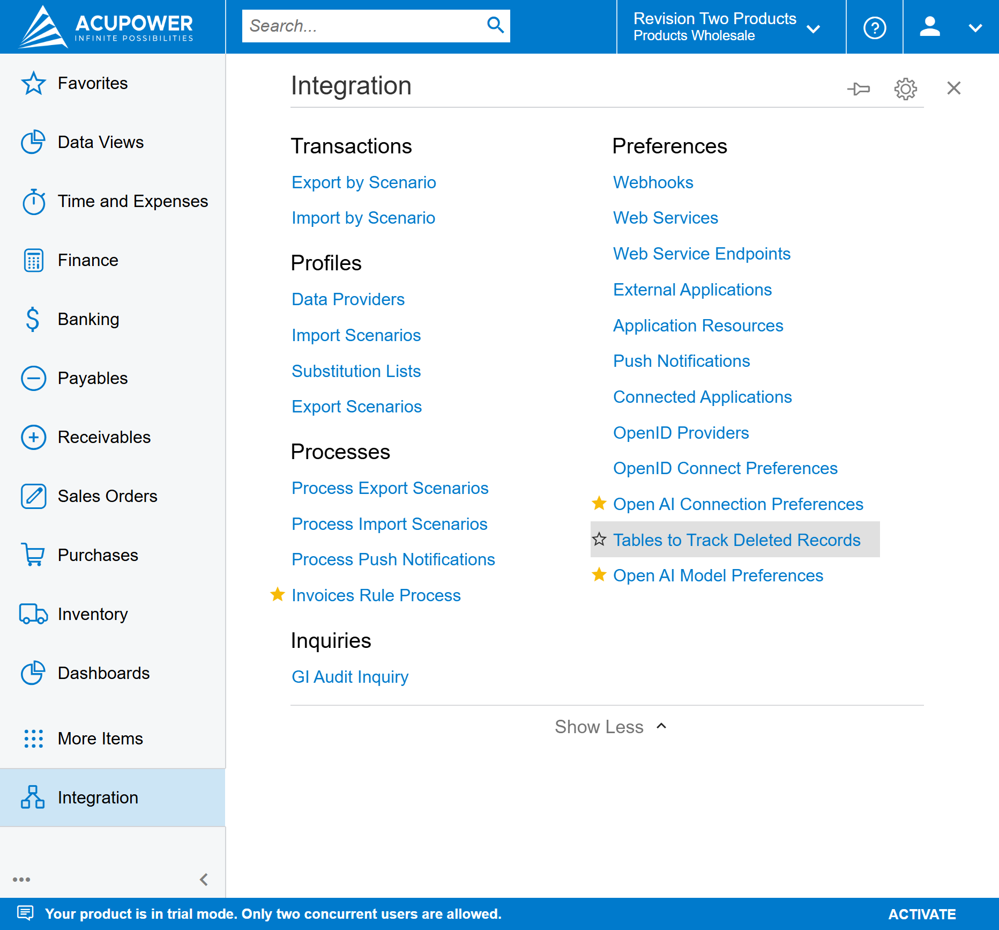 ACUPOWER
INFINITE POSSIBILITIES
Search...
Revision Two Products
Products Wholesale
?
Favorites
Data Views
Time and Expenses
Finance
Banking
Payables
Receivables
Sales Orders
Purchases
Inventory
Dashboards
More Items
Integration
Integration
Transactions
Export by Scenario
Import by Scenario
Profiles
Data Providers
Import Scenarios
Substitution Lists
Export Scenarios
Processes
Process Export Scenarios
Process Import Scenarios
Process Push Notifications
Invoices Rule Process
Inquiries
GI Audit Inquiry
Preferences
Webhooks
Web Services
Web Service Endpoints
External Applications
Application Resources
Push Notifications
Connected Applications
OpenID Providers
OpenID Connect Preferences
Open AI Connection Preferences
Tables to Track Deleted Records
Open AI Model Preferences
Show Less
Your product is in trial mode. Only two concurrent users are allowed.
ACTIVATE